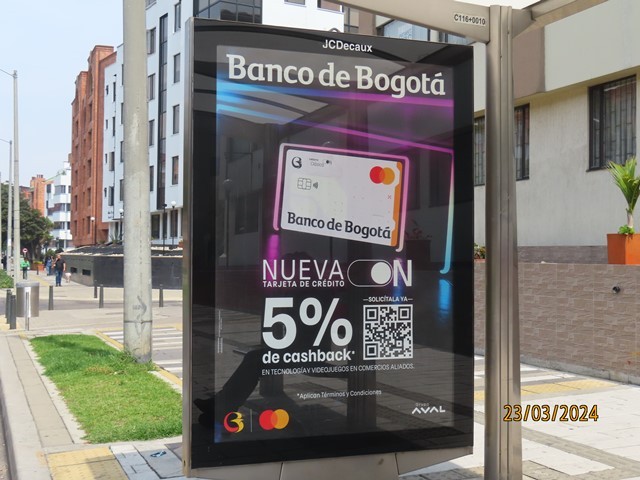 C116+0010
JCDecaux
Banco de Bogotá
Banco de Bogotá
NUEVA ON
TARJETA DE CRÉDITO
SOLICÍTALA YA
5%
de cashback*
EN TECNOLOGÍA Y VIDEOJUEGOS EN COMERCIOS ALIADOS.
*Aplican Términos y Condiciones
AVAL
23/03/2024